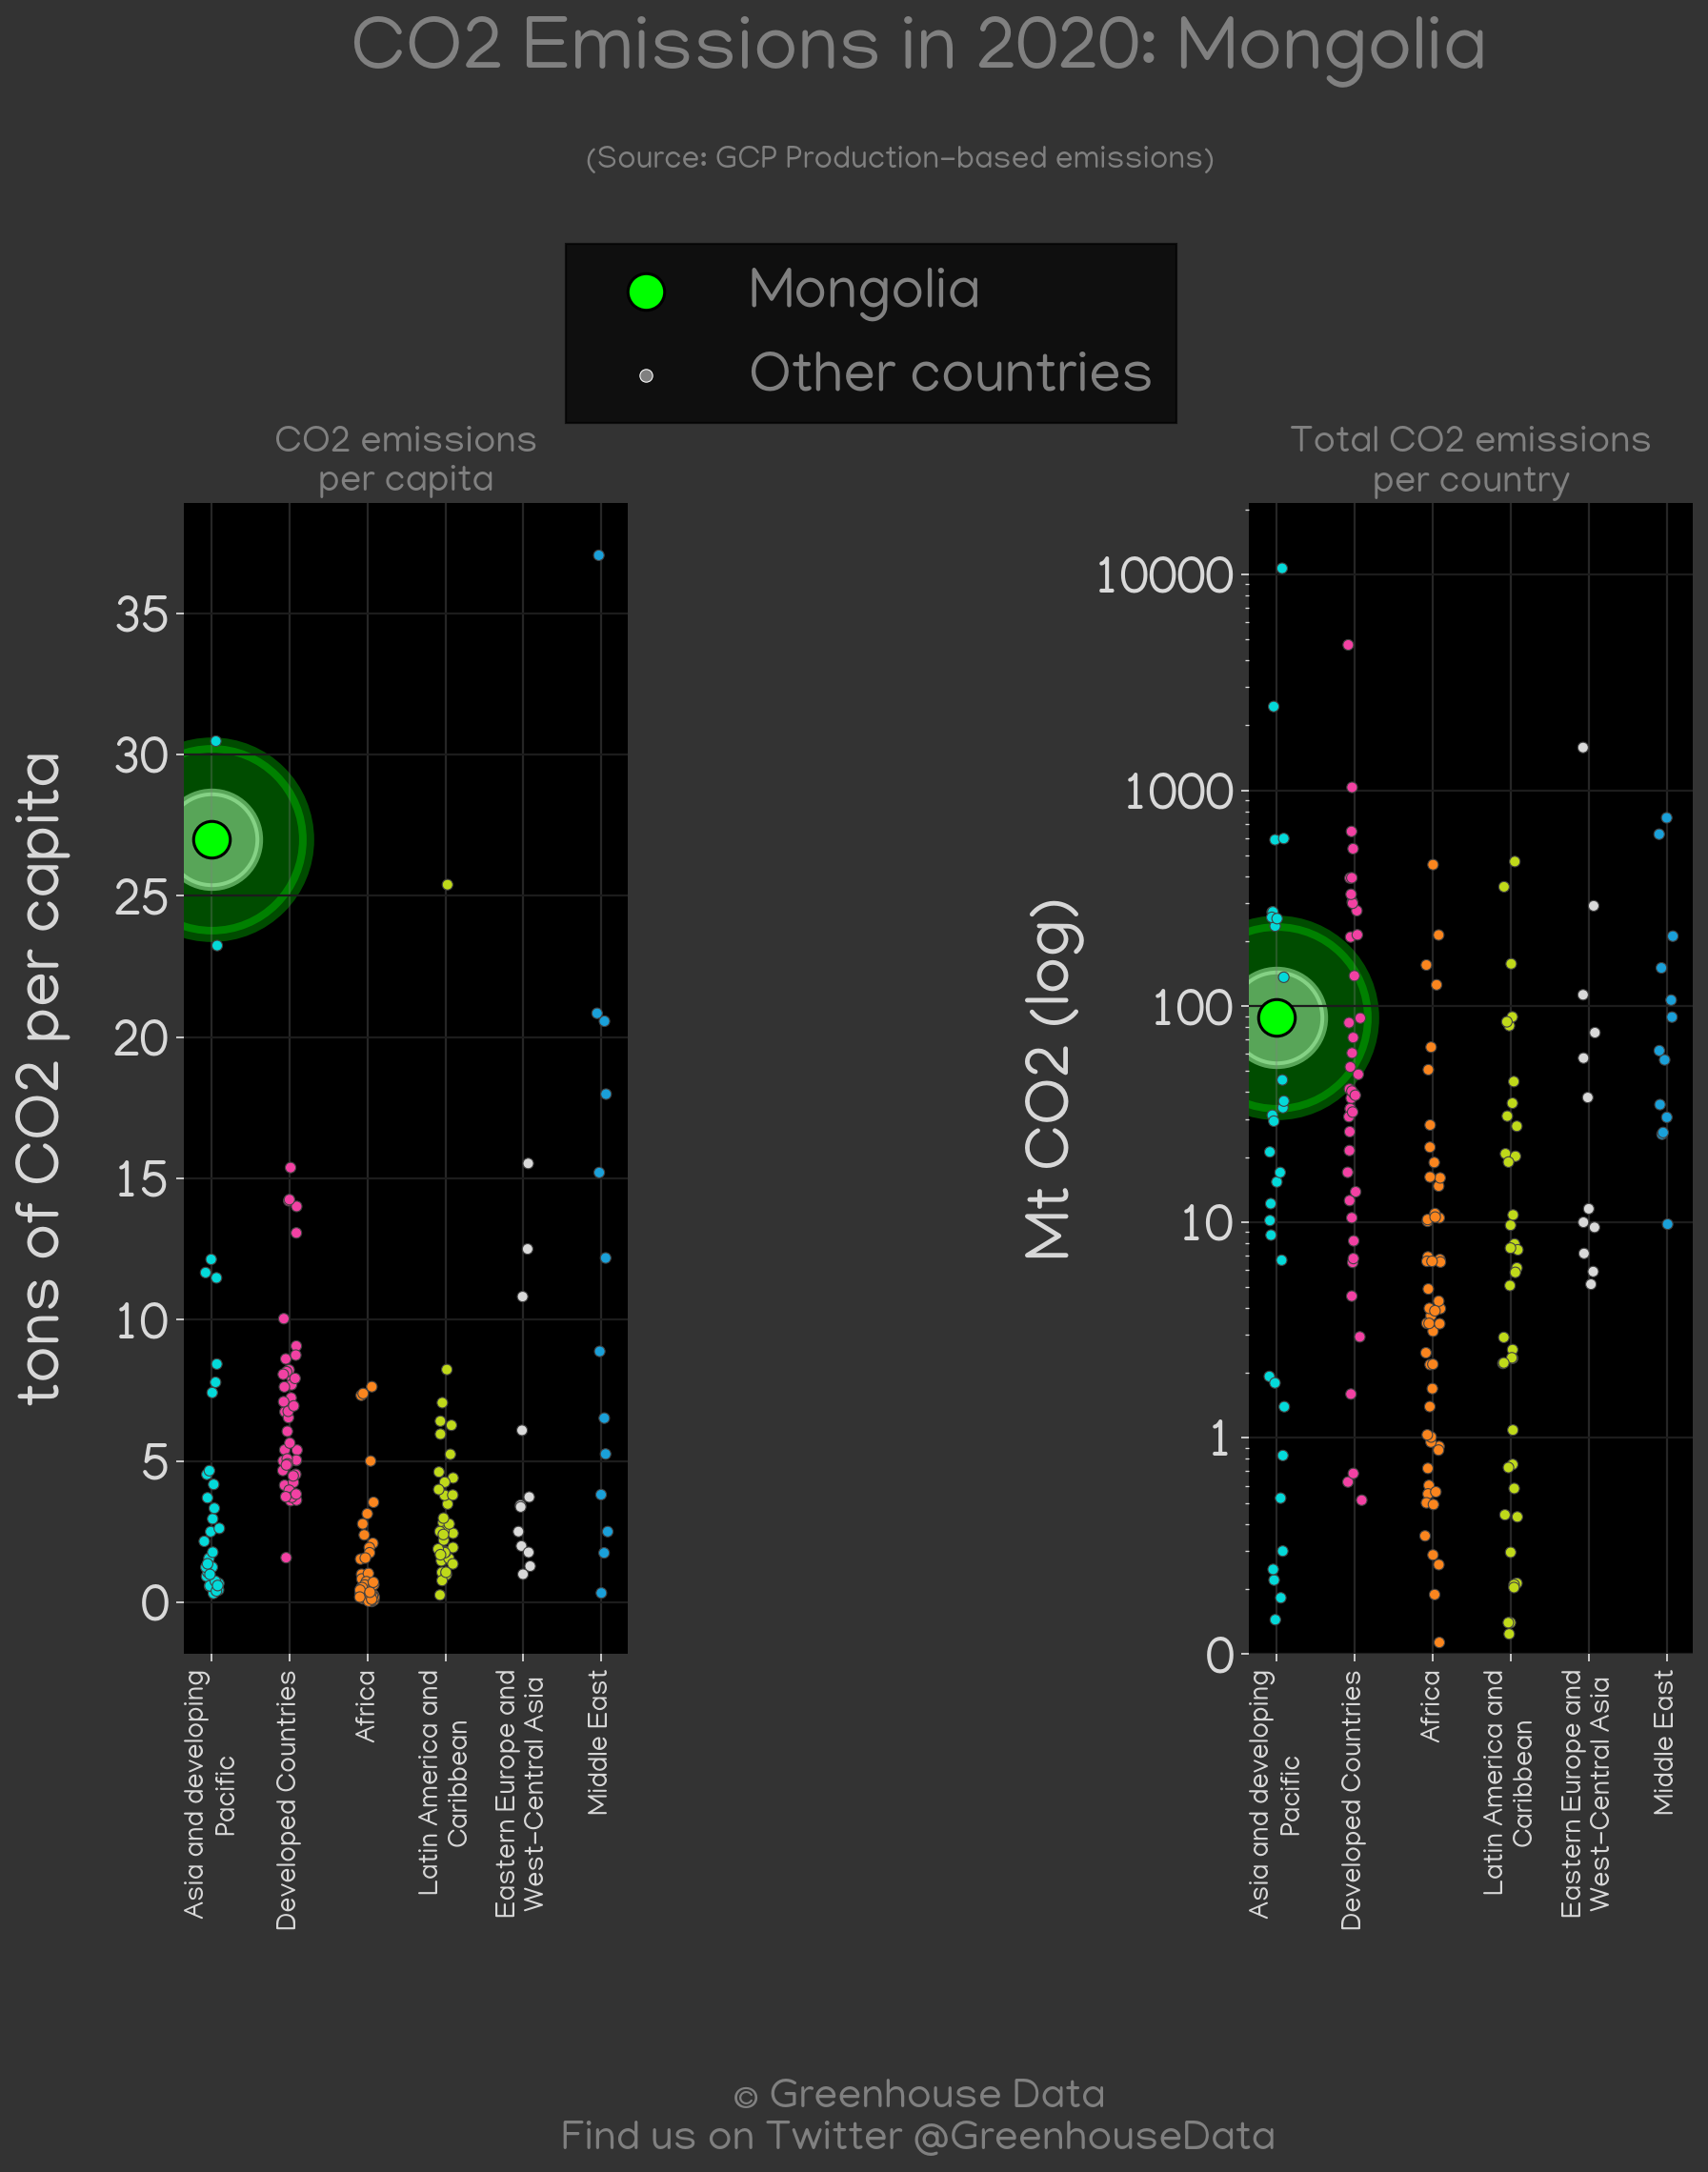 CO2 Emissions in 2020: Mongolia
(Source: GCP Production-based emissions)
Mongolia
Other countries
CO2 emissions
per capita
tons of CO2 per capita
35
30
25
20
15
10
5
0
Asia and developing
Pacific
Developed Countries
Africa
Latin America and
Caribbean
Eastern Europe and
West-Central Asia
Middle East
Total CO2 emissions
per country
Mt CO2 (log)
10000
1000
100
10
1
0
Asia and developing
Pacific
Developed Countries
Africa
Latin America and
Caribbean
Eastern Europe and
West-Central Asia
Middle East
© Greenhouse Data
Find us on Twitter @GreenhouseData